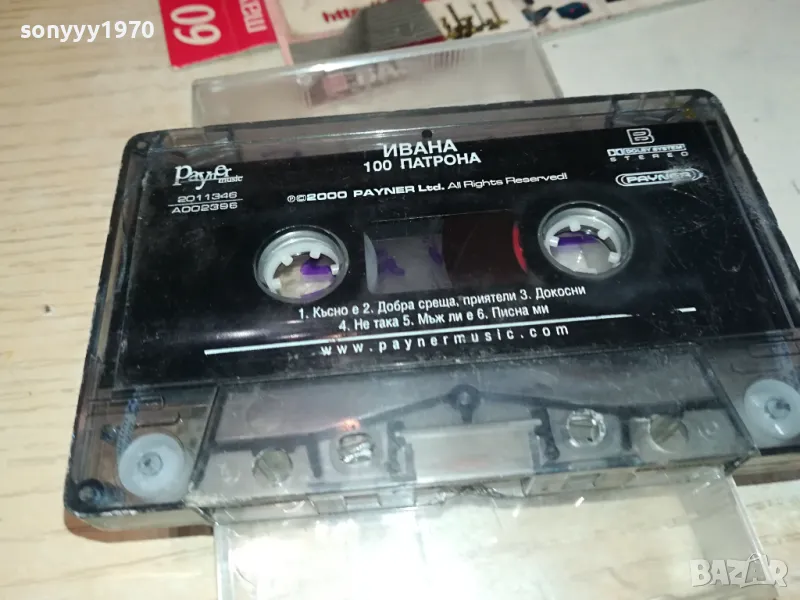 sonyyy1970
60
http://
ИВАНА
100 ПАТРОНА
Payner
music
2011346
A002396
℗©2000 PAYNER Ltd. All Rights Reserved!
B
DOLBY SYSTEM
STEREO
PAYNER
1. Късно е 2. Добра среща, приятели 3. Докосни
4. Не така 5. Мъж ли е 6. Писна ми
www.paynermusic.com
BAZAR